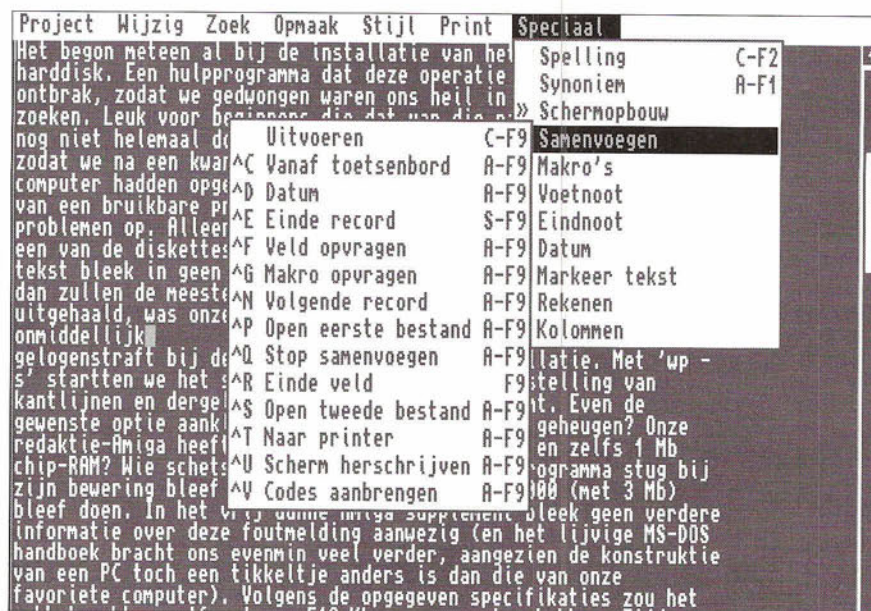 Project Wijzig Zoek Opmaak Stijl Print Speciaal
Het begon meteen al bij de installatie van het
harddisk. Een hulpprogramma dat deze operatie
ontbrak, zodat we gedwongen waren ons heil in
zoeken. Leuk voor beginners die dat van die
nog niet helemaal
zodat we na een
computer hadden
van een bruikbare
problemen op. Alleen
een van de diskettes
tekst bleek in geen
dan zullen de meeste
uitgehaald, was onze
onmiddellijk
gelogenstraft bij de
s' startten we het
kantlijnen en
gewenste optie
redaktie-Amiga heeft
chip-RAM? Wie
zijn bewering bleef
bleef doen. In het vrij dunne Amiga supplement bleek geen verdere
informatie over deze foutmelding aanwezig (en het lijvige MS-DOS
handboek bracht ons evenmin veel verder, aangezien de konstruktie
van een PC toch een tikkeltje anders is dan die van onze
favoriete computer). Volgens de opgegeven specifikaties zou het
Spelling C-F2
Synoniem A-F1
» Schermopbouw
Samenvoegen
Makro's
Voetnoot
Eindnoot
Datum
Markeer tekst
Rekenen
Kolommen
Uitvoeren C-F9
^C Vanaf toetsenbord A-F9
^D Datum A-F9
^E Einde record S-F9
^F Veld opvragen A-F9
^G Makro opvragen A-F9
^N Volgende record A-F9
^P Open eerste bestand A-F9
^Q Stop samenvoegen A-F9
^R Einde veld F9
^S Open tweede bestand A-F9
^T Naar printer A-F9
^U Scherm herschrijven A-F9
^V Codes aanbrengen A-F9
Met 'wp -
van
Even de
geheugen? Onze
en zelfs 1 Mb
stug bij
(met 3 Mb)